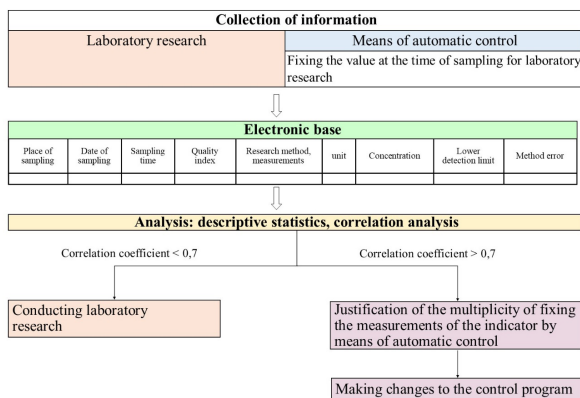 Collection of information
Laboratory research
Means of automatic control
Fixing the value at the time of sampling for laboratory
research
Electronic base
Place of
sampling
Date of
sampling
Sampling
time
Quality
index
Research method,
measurements
unit
Concentration
Lower
detection limit
Method error
Analysis: descriptive statistics, correlation analysis
Correlation coefficient < 0,7
Correlation coefficient > 0,7
Conducting laboratory
research
Justification of the multiplicity of fixing
the measurements of the indicator by
means of automatic control
Making changes to the control program